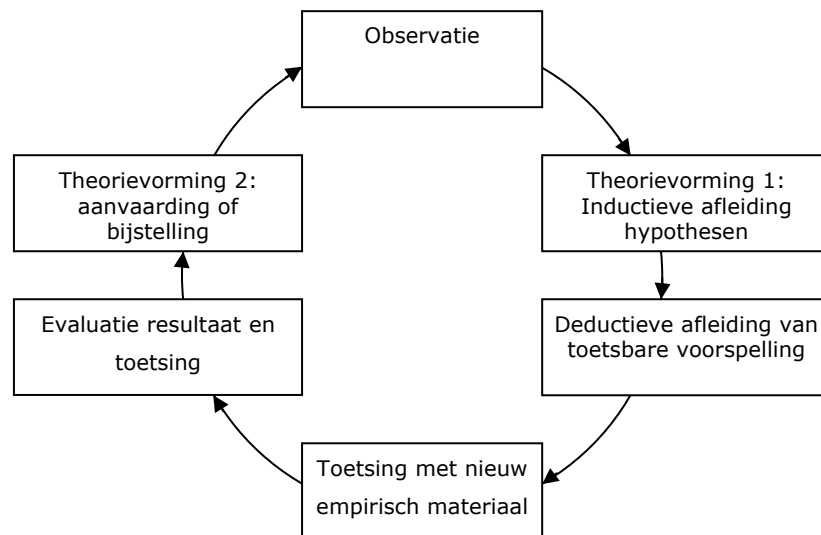 Observatie
Theorievorming 1:
Inductieve afleiding
hypothesen
Deductieve afleiding van
toetsbare voorspelling
Toetsing met nieuw
empirisch materiaal
Evaluatie resultaat en
toetsing
Theorievorming 2:
aanvaarding of
bijstelling